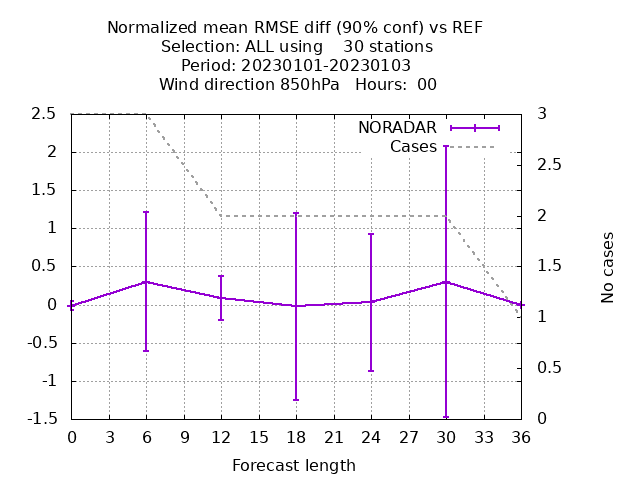 Normalized mean RMSE diff (90% conf) vs REF
Selection: ALL using    30 stations
Period: 20230101-20230103
Wind direction 850hPa   Hours:  00
NORADAR
Cases
2.5
2
1.5
1
0.5
0
-0.5
-1
-1.5
3
2.5
2
1.5
1
0.5
0
No cases
0 3 6 9 12 15 18 21 24 27 30 33 36
Forecast length